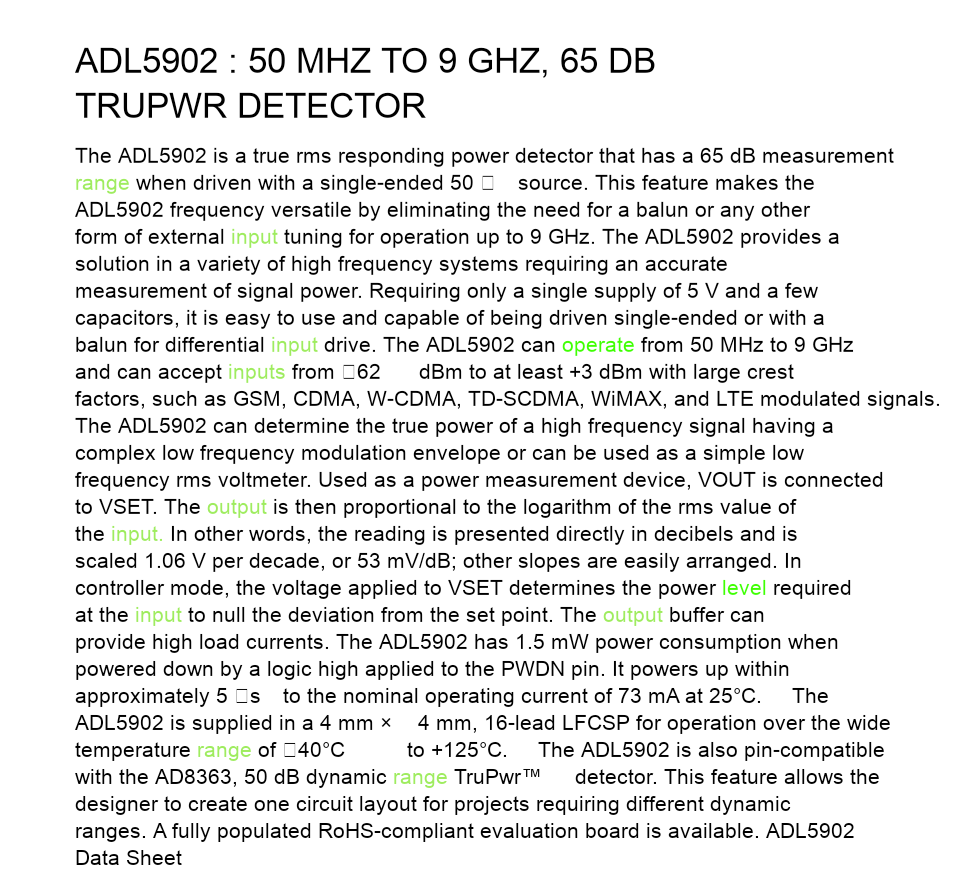 ADL5902 : 50 MHZ TO 9 GHZ, 65 DB
TRUPWR DETECTOR
The ADL5902 is a true rms responding power detector that has a 65 dB measurement
range when driven with a single-ended 50 □ source. This feature makes the
ADL5902 frequency versatile by eliminating the need for a balun or any other
form of external input tuning for operation up to 9 GHz. The ADL5902 provides a
solution in a variety of high frequency systems requiring an accurate
measurement of signal power. Requiring only a single supply of 5 V and a few
capacitors, it is easy to use and capable of being driven single-ended or with a
balun for differential input drive. The ADL5902 can operate from 50 MHz to 9 GHz
and can accept inputs from □62 dBm to at least +3 dBm with large crest
factors, such as GSM, CDMA, W-CDMA, TD-SCDMA, WiMAX, and LTE modulated signals.
The ADL5902 can determine the true power of a high frequency signal having a
complex low frequency modulation envelope or can be used as a simple low
frequency rms voltmeter. Used as a power measurement device, VOUT is connected
to VSET. The output is then proportional to the logarithm of the rms value of
the input. In other words, the reading is presented directly in decibels and is
scaled 1.06 V per decade, or 53 mV/dB; other slopes are easily arranged. In
controller mode, the voltage applied to VSET determines the power level required
at the input to null the deviation from the set point. The output buffer can
provide high load currents. The ADL5902 has 1.5 mW power consumption when
powered down by a logic high applied to the PWDN pin. It powers up within
approximately 5 □s to the nominal operating current of 73 mA at 25°C. The
ADL5902 is supplied in a 4 mm × 4 mm, 16-lead LFCSP for operation over the wide
temperature range of □40°C to +125°C. The ADL5902 is also pin-compatible
with the AD8363, 50 dB dynamic range TruPwr™ detector. This feature allows the
designer to create one circuit layout for projects requiring different dynamic
ranges. A fully populated RoHS-compliant evaluation board is available. ADL5902
Data Sheet